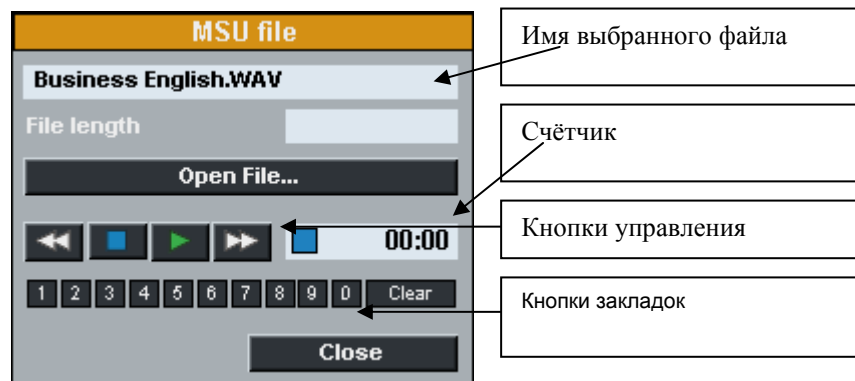 MSU file
Имя выбранного файла
Business English.WAV
File length
Счётчик
Open File...
Кнопки управления
00:00
1 2 3 4 5 6 7 8 9 0 Clear
Кнопки закладок
Close